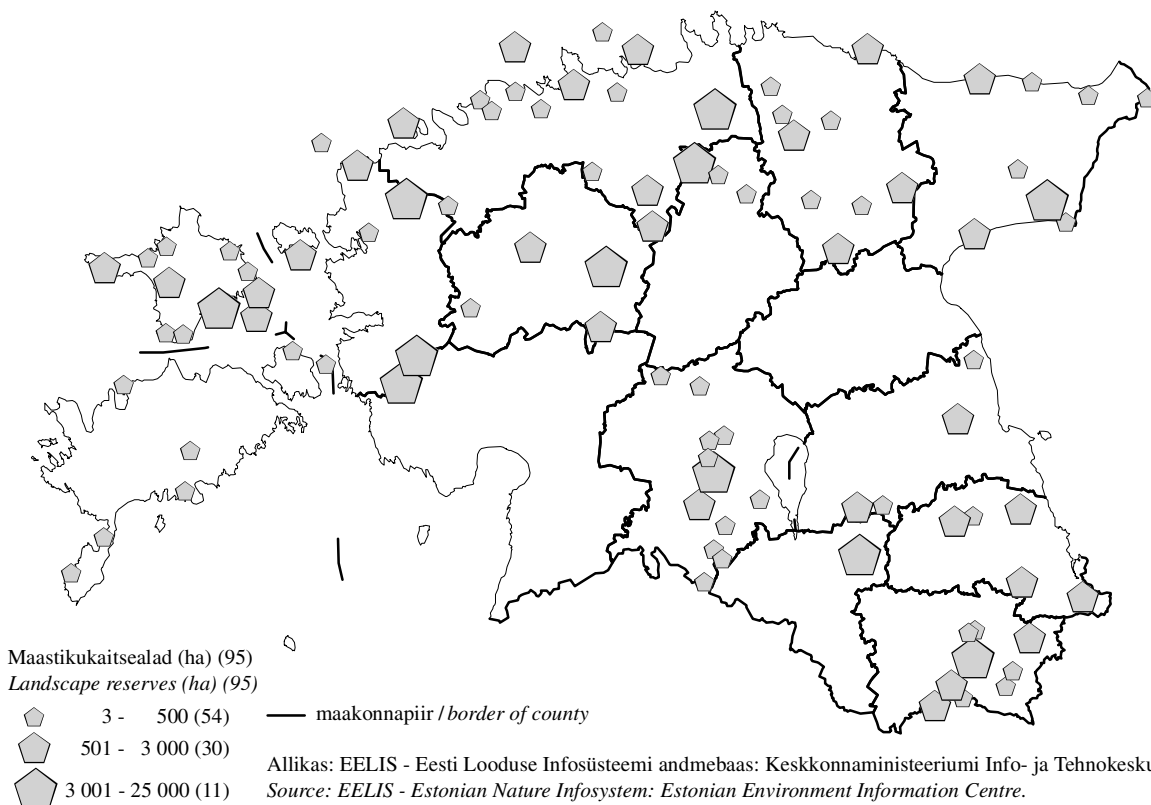 Maastikukaitsealad (ha) (95)
Landscape reserves (ha) (95)
3 - 500 (54)
501 - 3 000 (30)
3 001 - 25 000 (11)
maakonnapiir / border of county
Allikas: EELIS - Eesti Looduse Infosüsteemi andmebaas: Keskkonnaministeeriumi Info- ja Tehnokesku
Source: EELIS - Estonian Nature Infosystem: Estonian Environment Information Centre.